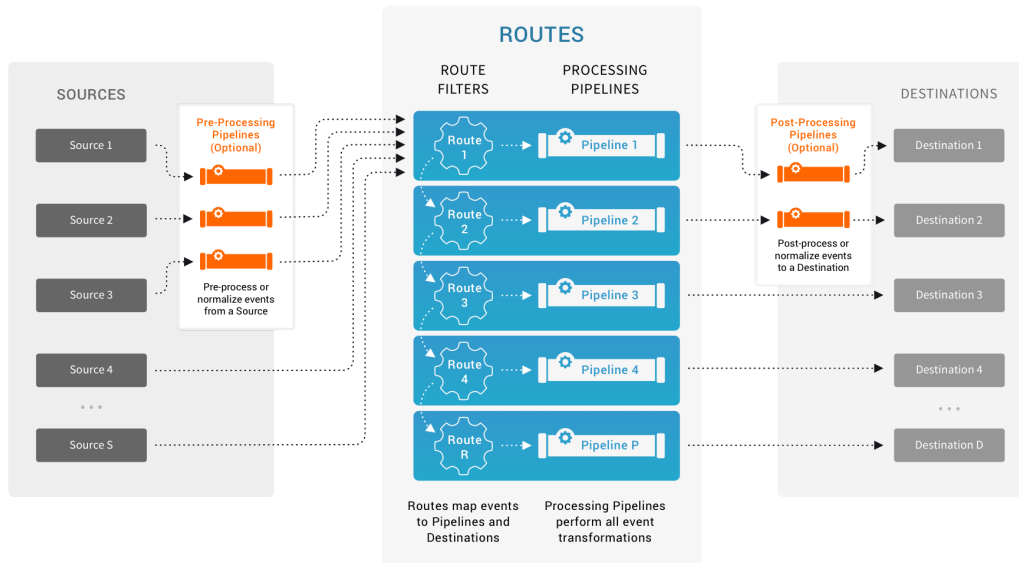 ROUTES
SOURCES
Pre-Processing
Pipelines
(Optional)
Source 1
Source 2
Source 3
Pre-process or
normalize events
from a Source
Source 4
...
Source S
ROUTE
FILTERS
PROCESSING
PIPELINES
Route
1
Pipeline 1
Route
2
Pipeline 2
Route
3
Pipeline 3
Route
4
Pipeline 4
Route
R
Pipeline P
Routes map events
to Pipelines and
Destinations
Processing Pipelines
perform all event
transformations
DESTINATIONS
Post-Processing
Pipelines
(Optional)
Post-process or
normalize events
to a Destination
Destination 1
Destination 2
Destination 3
Destination 4
...
Destination D